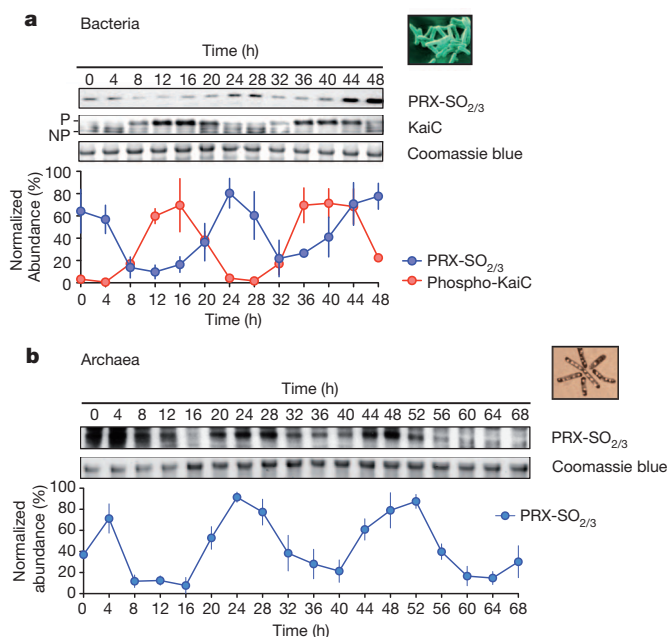 a Bacteria
Time (h)
0 4 8 12 16 20 24 28 32 36 40 44 48
PRX-SO2/3
P
KaiC
NP
Coomassie blue
Normalized Abundance (%)
100
80
60
40
20
0
PRX-SO2/3
Phospho-KaiC
0 4 8 12 16 20 24 28 32 36 40 44 48
Time (h)
b Archaea
Time (h)
0 4 8 12 16 20 24 28 32 36 40 44 48 52 56 60 64 68
PRX-SO2/3
Coomassie blue
Normalized abundance (%)
100
80
60
40
20
0
PRX-SO2/3
0 4 8 12 16 20 24 28 32 36 40 44 48 52 56 60 64 68
Time (h)